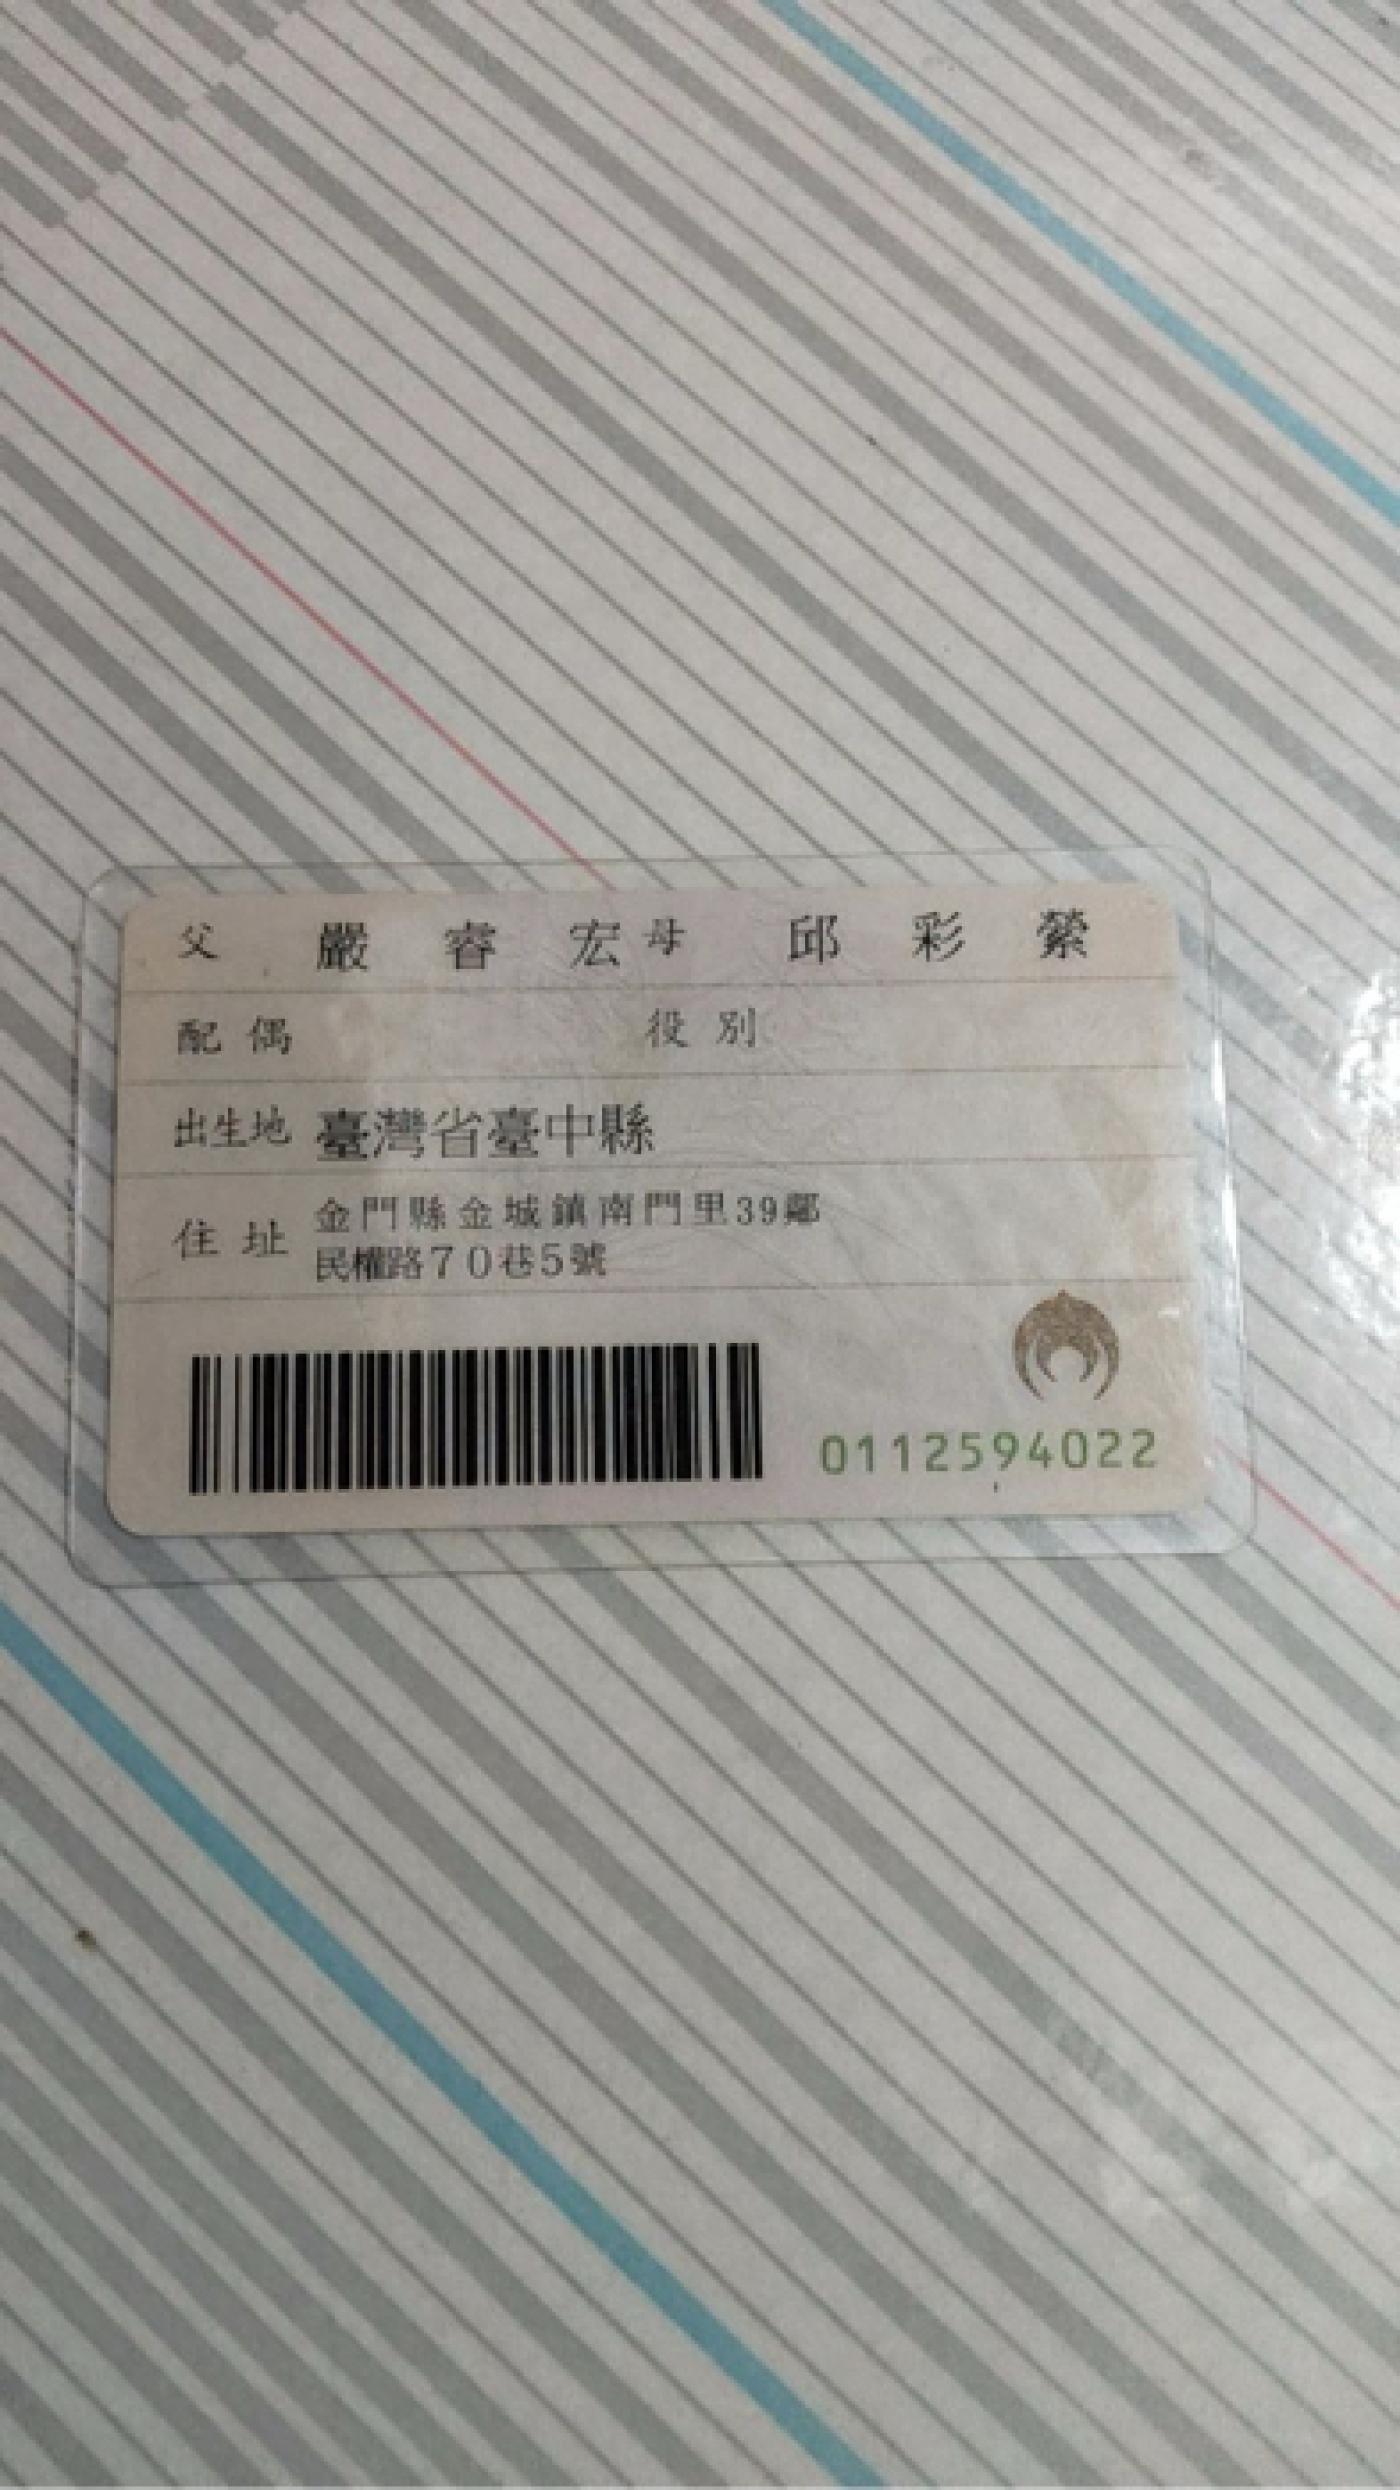 父 嚴睿宏 母 邱彩縈
配偶 役別
出生地 臺灣省臺中縣
住址 金門縣金城鎮南門里39鄰
民權路70巷5號
0112594022